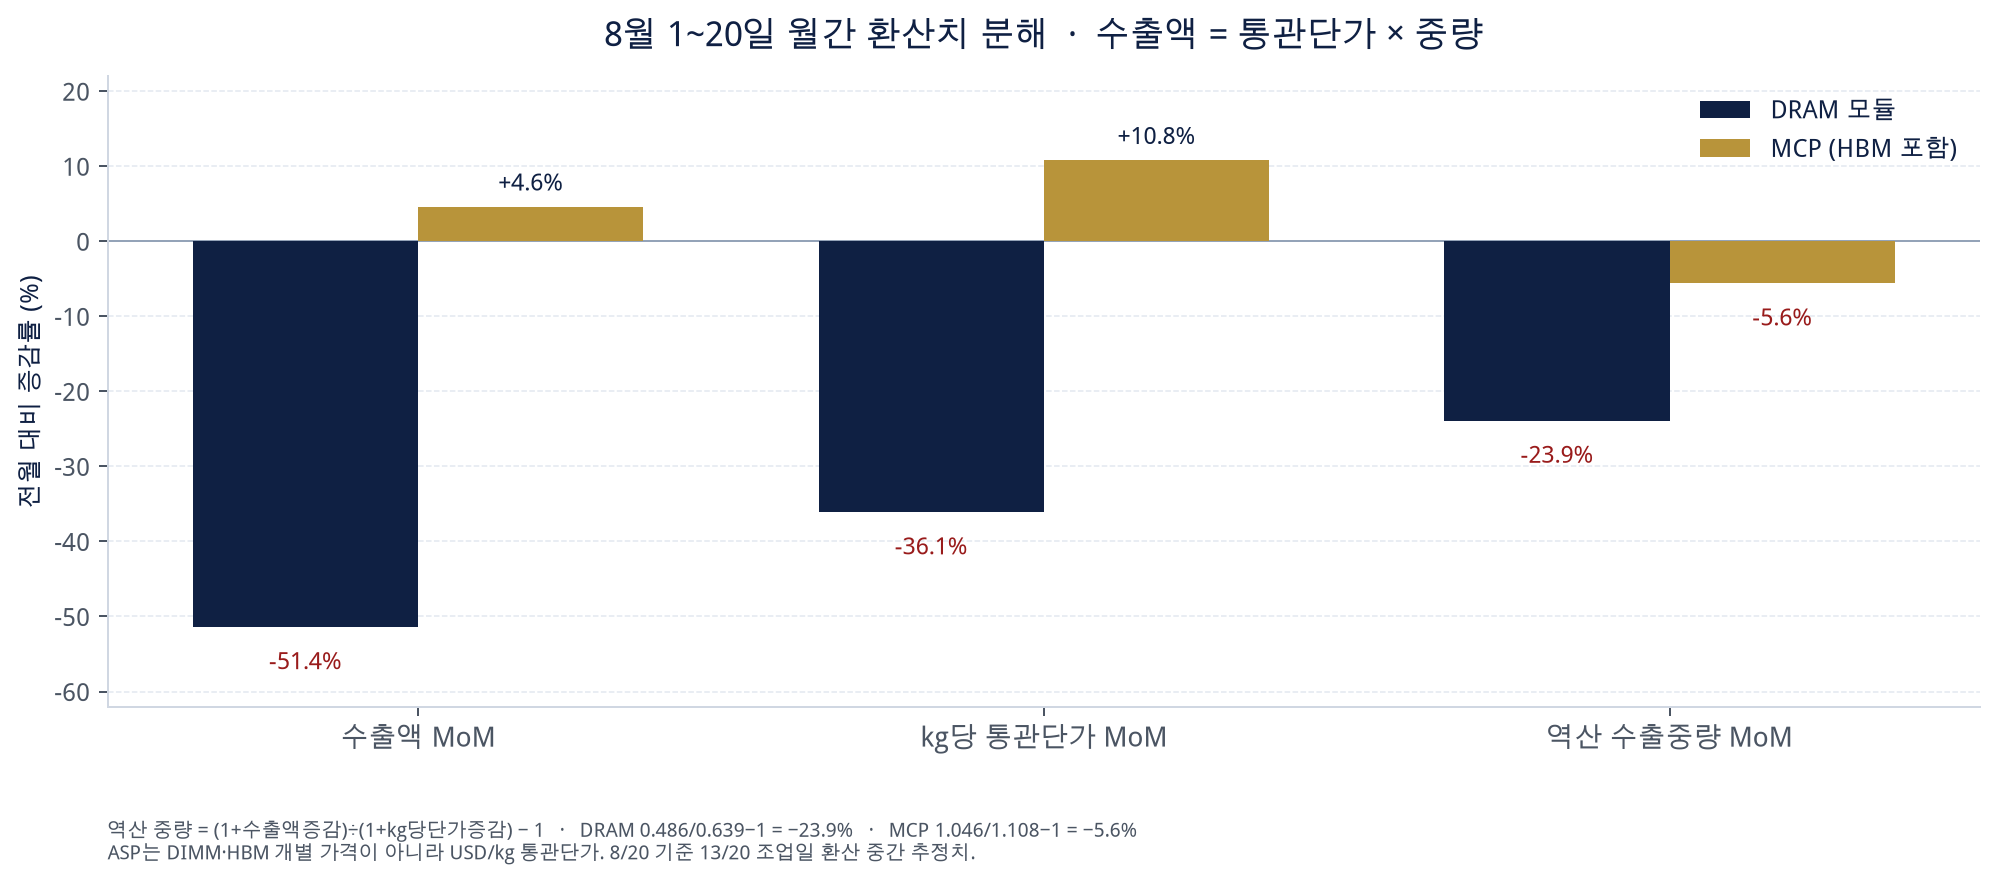 8월 1~20일 월간 환산치 분해 · 수출액 = 통관단가 × 중량
전월 대비 증감률 (%)
20
10
0
-10
-20
-30
-40
-50
-60
DRAM 모듈
MCP (HBM 포함)
+4.6%
+10.8%
-5.6%
-23.9%
-36.1%
-51.4%
수출액 MoM
kg당 통관단가 MoM
역산 수출중량 MoM
역산 중량 = (1+수출액증감)÷(1+kg당단가증감) − 1 · DRAM 0.486/0.639−1 = −23.9% · MCP 1.046/1.108−1 = −5.6%
ASP는 DIMM·HBM 개별 가격이 아니라 USD/kg 통관단가. 8/20 기준 13/20 조업일 환산 중간 추정치.